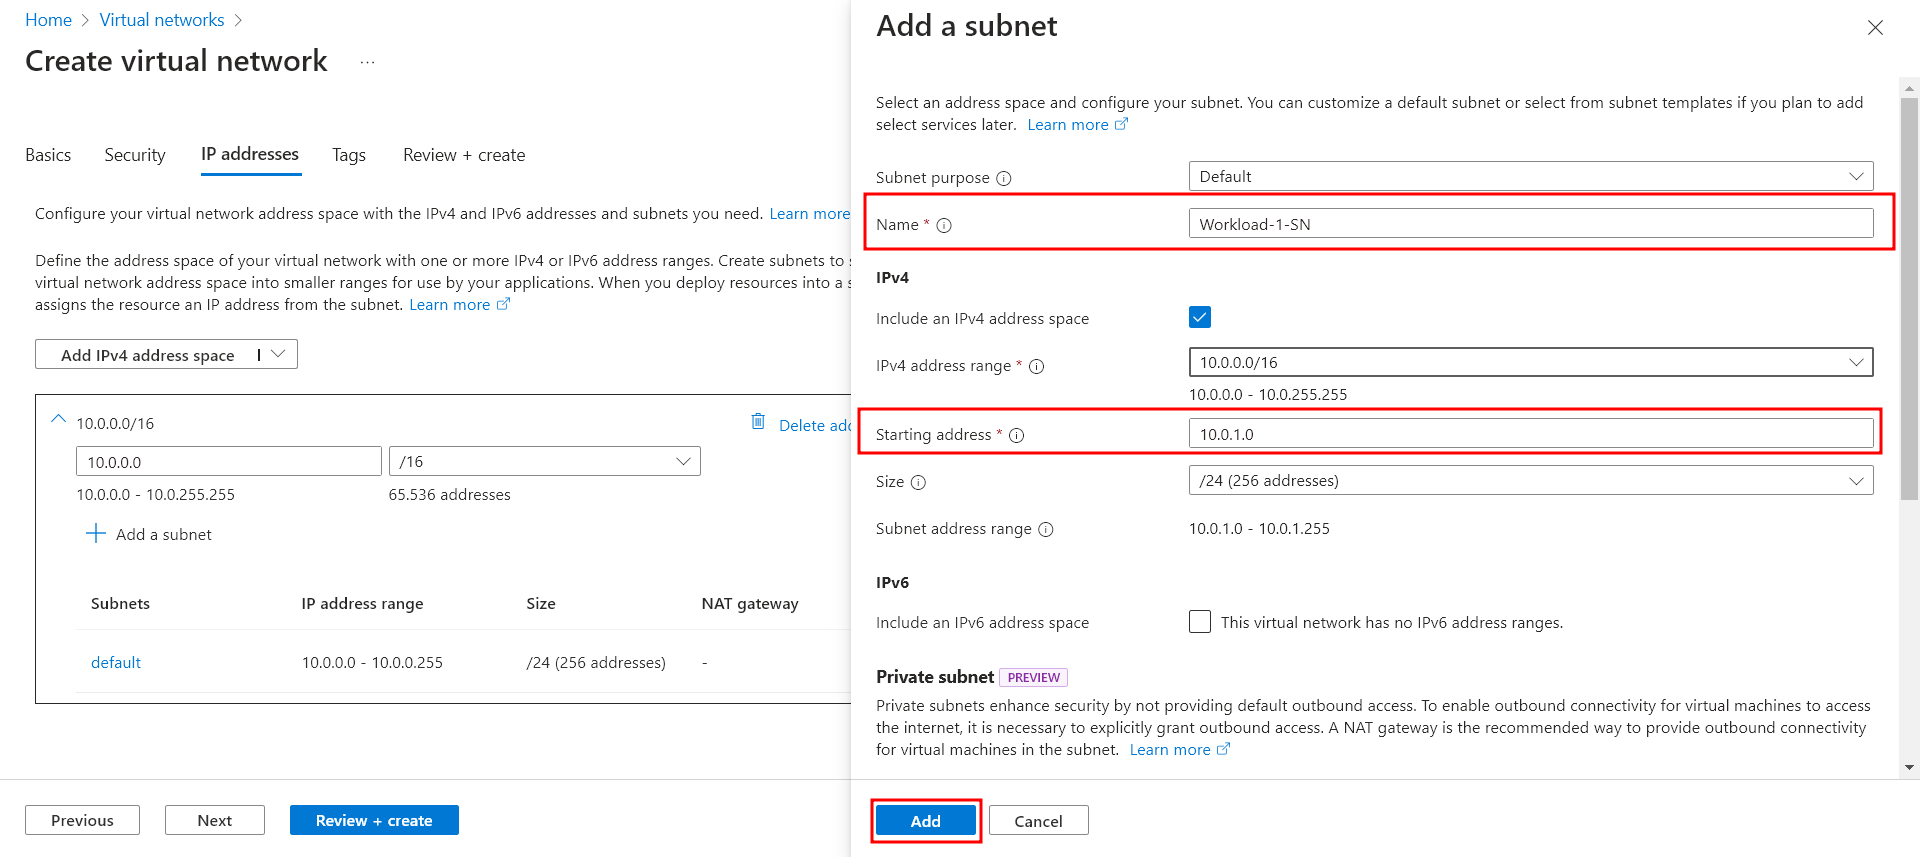 Home > Virtual networks >
Create virtual network ...
Basics Security IP addresses Tags Review + create
Configure your virtual network address space with the IPv4 and IPv6 addresses and subnets you need. Learn more
Define the address space of your virtual network with one or more IPv4 or IPv6 address ranges. Create subnets to
virtual network address space into smaller ranges for use by your applications. When you deploy resources into a
assigns the resource an IP address from the subnet. Learn more
Add IPv4 address space |
10.0.0.0/16
Delete add
10.0.0.0 /16
10.0.0.0 - 10.0.255.255 65.536 addresses
+ Add a subnet
Subnets IP address range Size NAT gateway
default 10.0.0.0 - 10.0.0.255 /24 (256 addresses) -
Previous Next Review + create
Add a subnet
Select an address space and configure your subnet. You can customize a default subnet or select from subnet templates if you plan to add
select services later. Learn more
Subnet purpose Default
Name * Workload-1-SN
IPv4
Include an IPv4 address space
IPv4 address range * 10.0.0.0/16
10.0.0.0 - 10.0.255.255
Starting address * 10.0.1.0
Size /24 (256 addresses)
Subnet address range 10.0.1.0 - 10.0.1.255
IPv6
Include an IPv6 address space This virtual network has no IPv6 address ranges.
Private subnet PREVIEW
Private subnets enhance security by not providing default outbound access. To enable outbound connectivity for virtual machines to access
the internet, it is necessary to explicitly grant outbound access. A NAT gateway is the recommended way to provide outbound connectivity
for virtual machines in the subnet. Learn more
Add Cancel